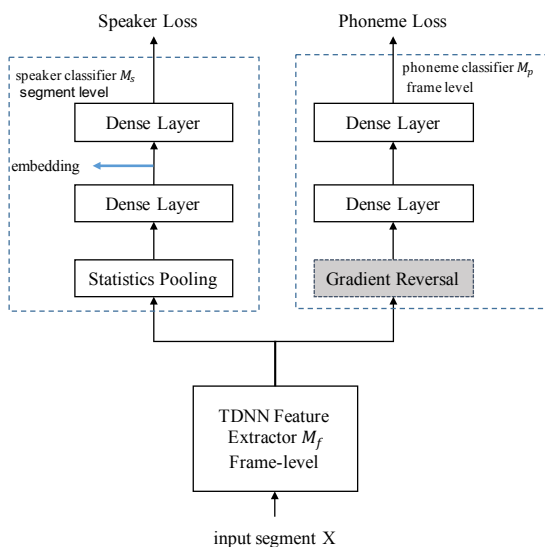 Speaker Loss
Phoneme Loss
speaker classifier M_s
segment level
phoneme classifier M_p
frame level
Dense Layer
Dense Layer
embedding
Dense Layer
Dense Layer
Statistics Pooling
Gradient Reversal
TDNN Feature
Extractor M_f
Frame-level
input segment X